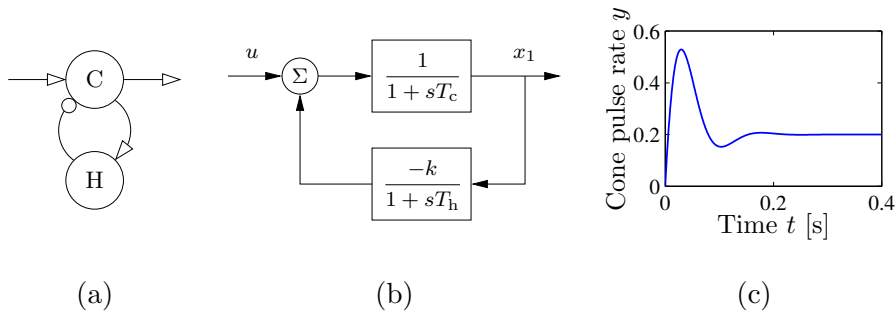 C
H
(a)
u
Σ
1
1 + sT_c
x_1
-k
1 + sT_h
(b)
Cone pulse rate y
0.6
0.4
0.2
0
0 0.2 0.4
Time t [s]
(c)